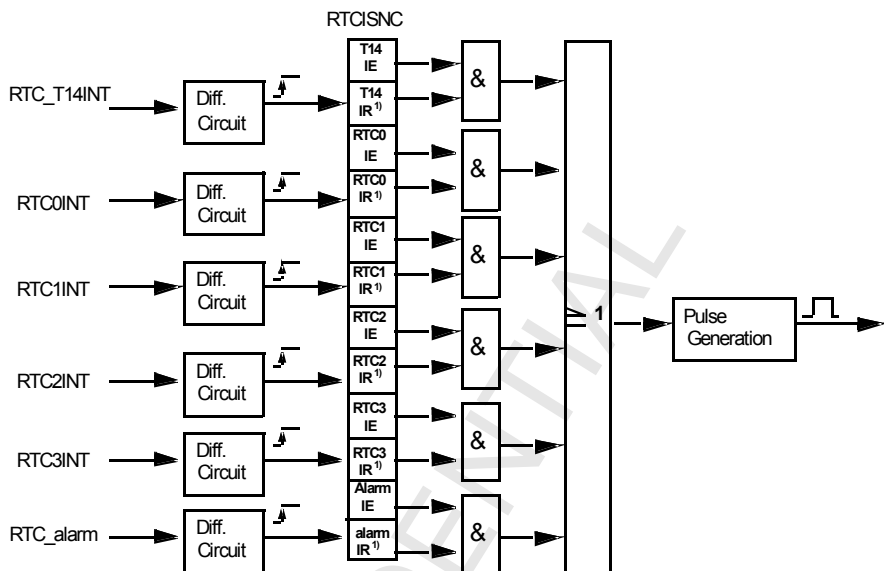 RTCISNC
T14
IE
T14
IR 1)
RTC0
IE
RTC0
IR 1)
RTC1
IE
RTC1
IR 1)
RTC2
IE
RTC2
IR 1)
RTC3
IE
RTC3
IR 1)
Alarm
IE
alarm
IR 1)
RTC_T14INT
Diff.
Circuit
&
RTC0INT
Diff.
Circuit
&
RTC1INT
Diff.
Circuit
&
RTC2INT
Diff.
Circuit
&
RTC3INT
Diff.
Circuit
&
RTC_alarm
Diff.
Circuit
&
≥ 1
Pulse
Generation
DENTIAL